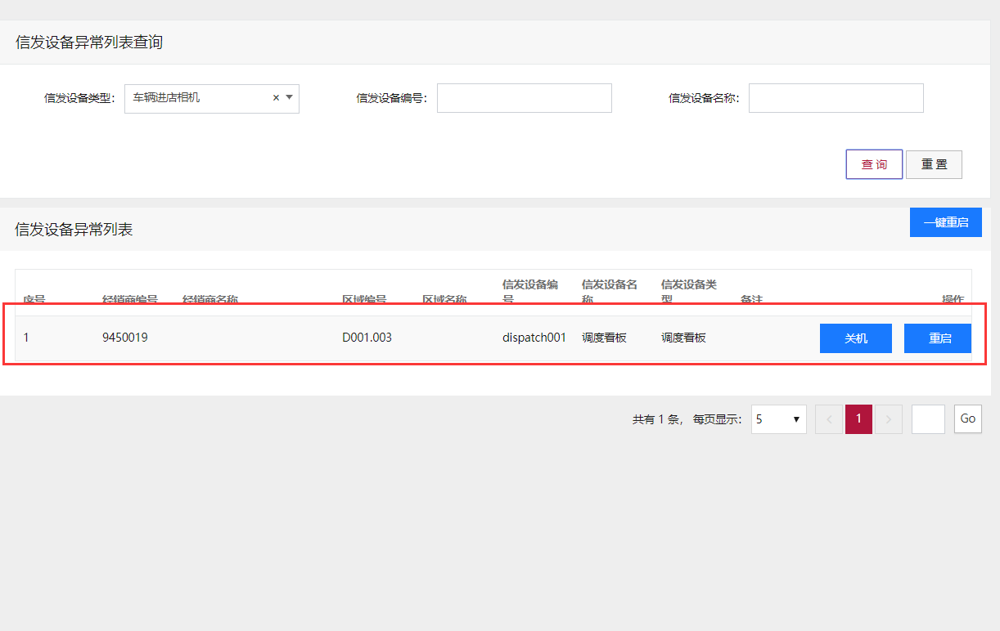 信发设备异常列表查询
信发设备类型: 车辆进店相机 × 信发设备编号: 信发设备名称:
查 询 重 置
信发设备异常列表 一键重启
序号 经销商编号 经销商名称 区域编号 区域名称 信发设备编号 信发设备名称 信发设备类型 备注 操作
1 9450019 D001.003 dispatch001 调度看板 调度看板 关机 重启
共有 1 条, 每页显示: 5 < 1 > Go